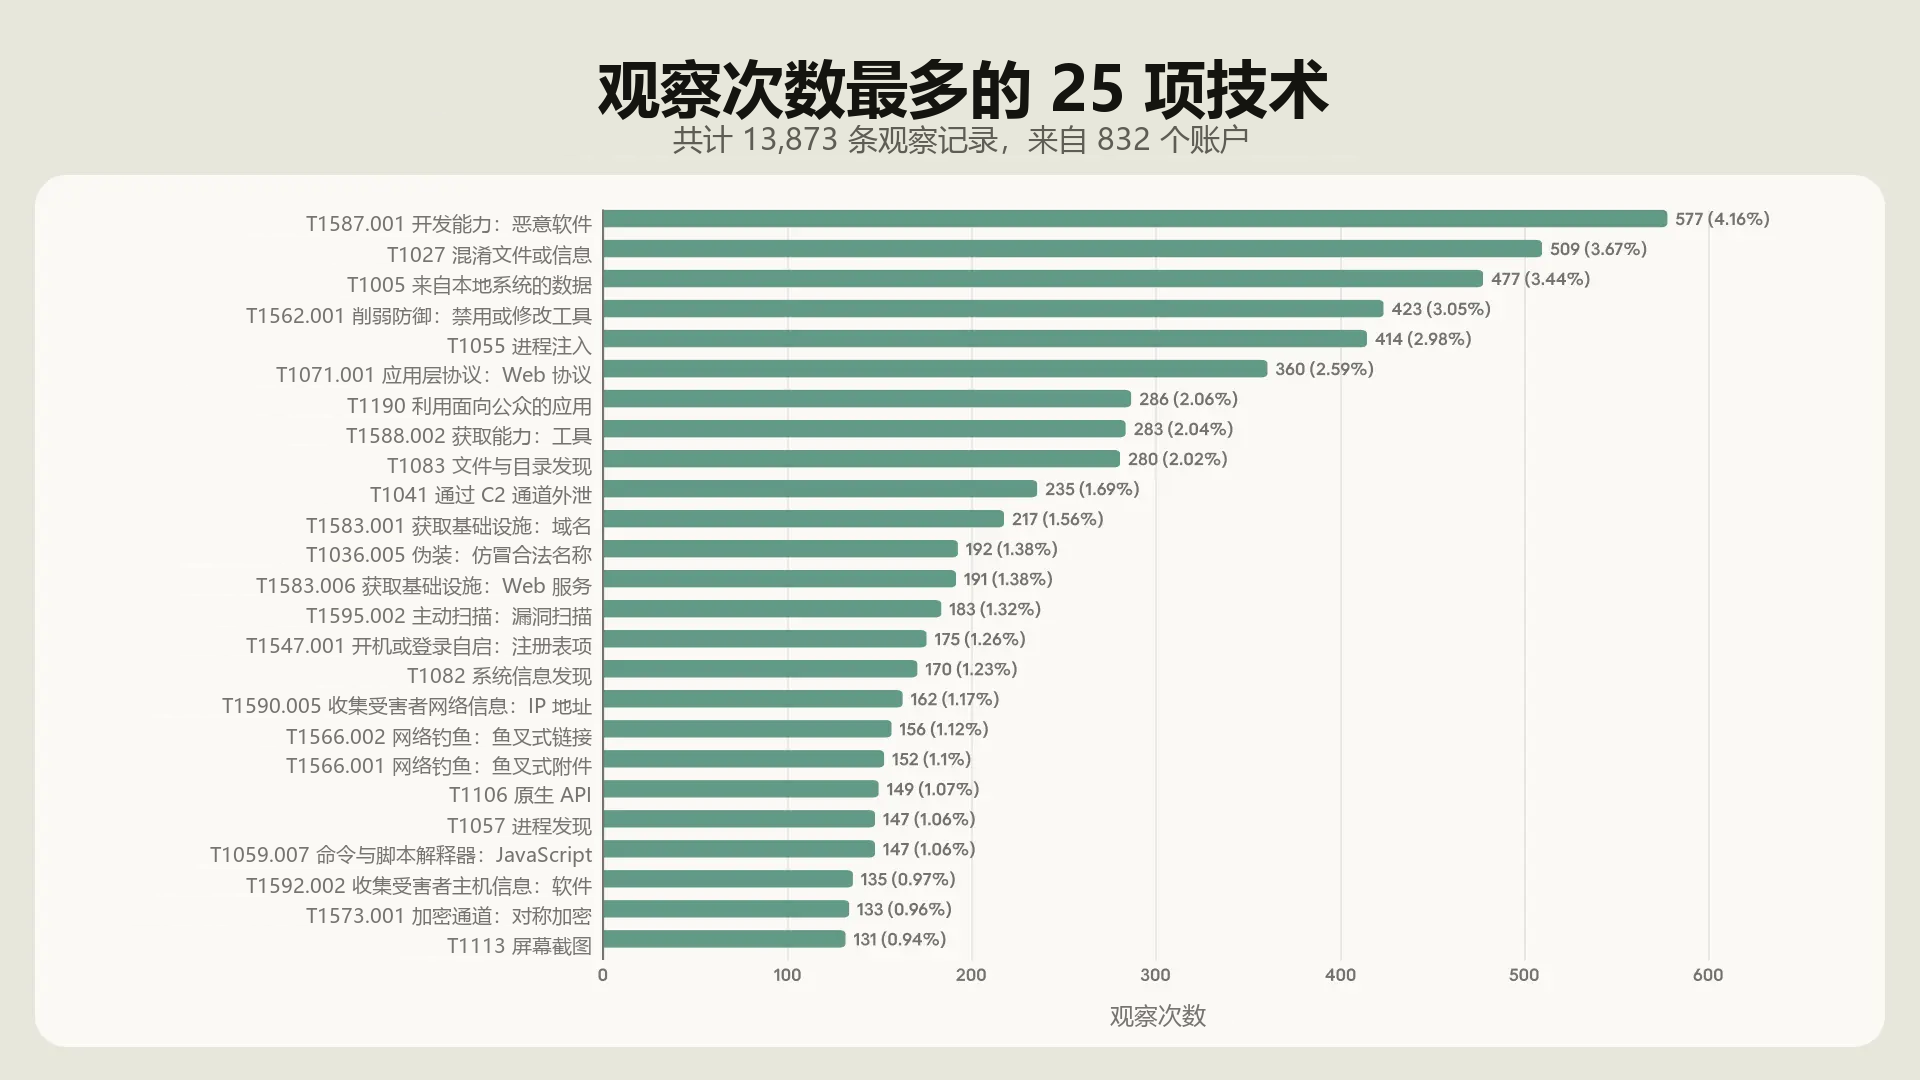 观察次数最多的 25 项技术
共计 13,873 条观察记录，来自 832 个账户
T1587.001 开发能力：恶意软件 577 (4.16%)
T1027 混淆文件或信息 509 (3.67%)
T1005 来自本地系统的数据 477 (3.44%)
T1562.001 削弱防御：禁用或修改工具 423 (3.05%)
T1055 进程注入 414 (2.98%)
T1071.001 应用层协议：Web 协议 360 (2.59%)
T1190 利用面向公众的应用 286 (2.06%)
T1588.002 获取能力：工具 283 (2.04%)
T1083 文件与目录发现 280 (2.02%)
T1041 通过 C2 通道外泄 235 (1.69%)
T1583.001 获取基础设施：域名 217 (1.56%)
T1036.005 伪装：仿冒合法名称 192 (1.38%)
T1583.006 获取基础设施：Web 服务 191 (1.38%)
T1595.002 主动扫描：漏洞扫描 183 (1.32%)
T1547.001 开机或登录自启：注册表项 175 (1.26%)
T1082 系统信息发现 170 (1.23%)
T1590.005 收集受害者网络信息：IP 地址 162 (1.17%)
T1566.002 网络钓鱼：鱼叉式链接 156 (1.12%)
T1566.001 网络钓鱼：鱼叉式附件 152 (1.1%)
T1106 原生 API 149 (1.07%)
T1057 进程发现 147 (1.06%)
T1059.007 命令与脚本解释器：JavaScript 147 (1.06%)
T1592.002 收集受害者主机信息：软件 135 (0.97%)
T1573.001 加密通道：对称加密 133 (0.96%)
T1113 屏幕截图 131 (0.94%)
0 100 200 300 400 500 600
观察次数